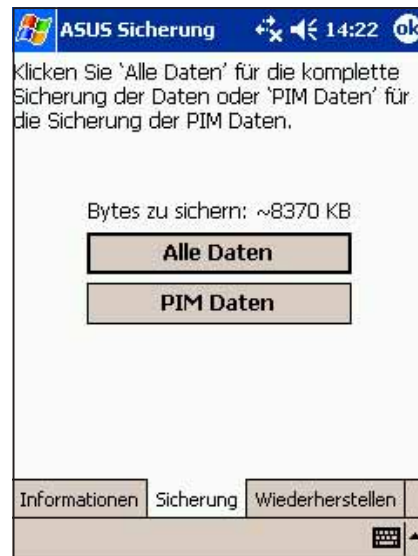 ASUS Sicherung 14:22 ok
Klicken Sie `Alle Daten' für die komplette
Sicherung der Daten oder `PIM Daten' für
die Sicherung der PIM Daten.
Bytes zu sichern: ~8370 KB
Alle Daten
PIM Daten
Informationen Sicherung Wiederherstellen